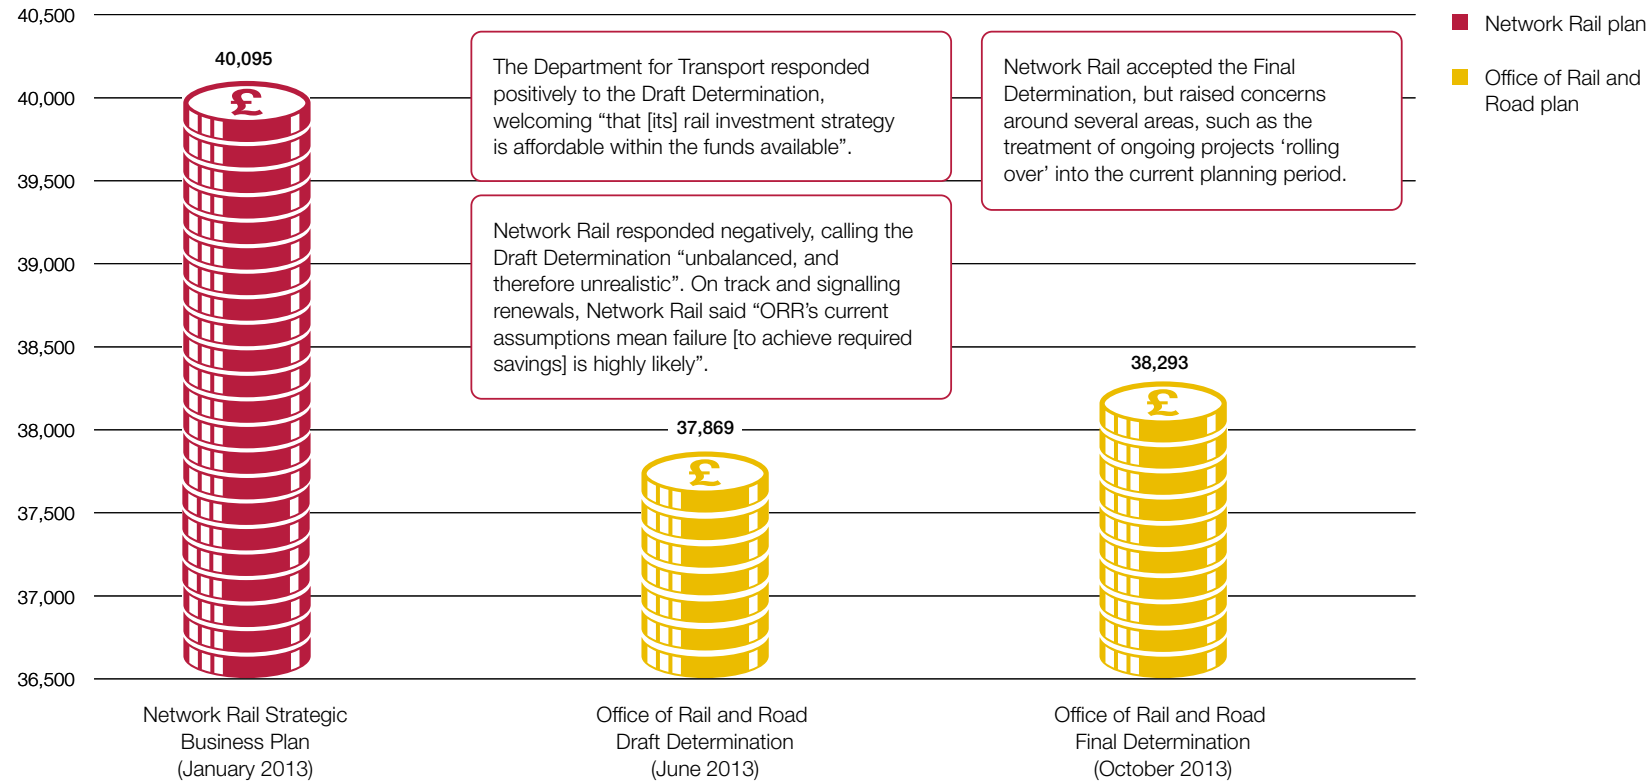 40,500
40,000
39,500
39,000
38,500
38,000
37,500
37,000
36,500
40,095
£
The Department for Transport responded
positively to the Draft Determination,
welcoming “that [its] rail investment strategy
is affordable within the funds available”.
Network Rail responded negatively, calling the
Draft Determination “unbalanced, and
therefore unrealistic”. On track and signalling
renewals, Network Rail said “ORR’s current
assumptions mean failure [to achieve required
savings] is highly likely”.
37,869
£
Network Rail accepted the Final
Determination, but raised concerns
around several areas, such as the
treatment of ongoing projects ‘rolling
over’ into the current planning period.
38,293
£
Network Rail plan
Office of Rail and
Road plan
Network Rail Strategic
Business Plan
(January 2013)
Office of Rail and Road
Draft Determination
(June 2013)
Office of Rail and Road
Final Determination
(October 2013)